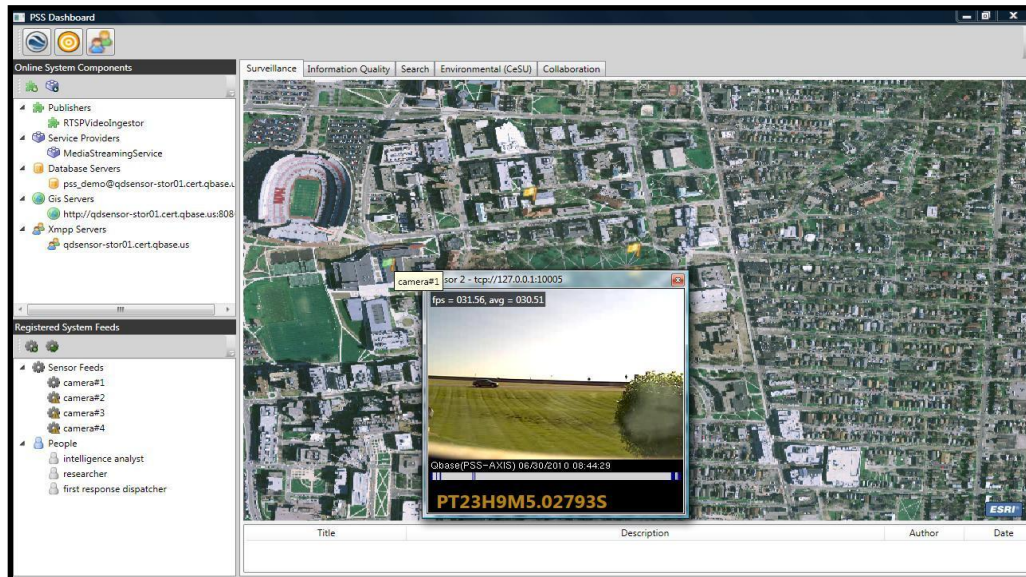 PSS Dashboard
Online System Components
Publishers
RTSPVideoIngestor
Service Providers
MediaStreamingService
Database Servers
pss_demo@qdsensor-stor01.cert.qbase.u
Gis Servers
http://qdsensor-stor01.cert.qbase.us:808
Xmpp Servers
qdsensor-stor01.cert.qbase.us
Registered System Feeds
Sensor Feeds
camera#1
camera#2
camera#3
camera#4
People
intelligence analyst
researcher
first response dispatcher
Surveillance Information Quality Search Environmental (CeSU) Collaboration
camera#1
sor 2 - tcp://127.0.0.1:10005
fps = 031.56, avg = 030.51
Qbase(PSS-AXIS) 06/30/2010 08:44:29
PT23H9M5.02793S
ESRI
Title Description Author Date